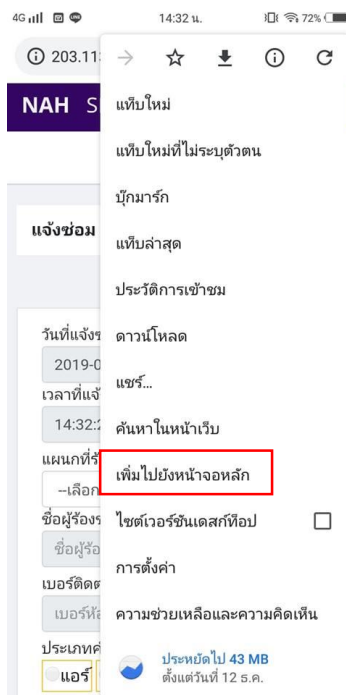 4G 14:32 น. 72%
203.11
NAH S
แท็บใหม่
แท็บใหม่ที่ไม่ระบุตัวตน
บุ๊กมาร์ก
แจ้งซ่อม
แท็บล่าสุด
ประวัติการเข้าชม
วันที่แจ้งซ
ดาวน์โหลด
2019-0
แชร์...
เวลาที่แจ้
14:32:2
ค้นหาในหน้าเว็บ
แผนกที่รั
เพิ่มไปยังหน้าจอหลัก
--เลือก
ชื่อผู้ร้องร
ไซต์เวอร์ชันเดสก์ท็อป
ชื่อผู้ร้อ
การตั้งค่า
เบอร์ติดต
เบอร์หั
ความช่วยเหลือและความคิดเห็น
ประเภทค
ประหยัดไป 43 MB
แอร์
ตั้งแต่วันที่ 12 ธ.ค.